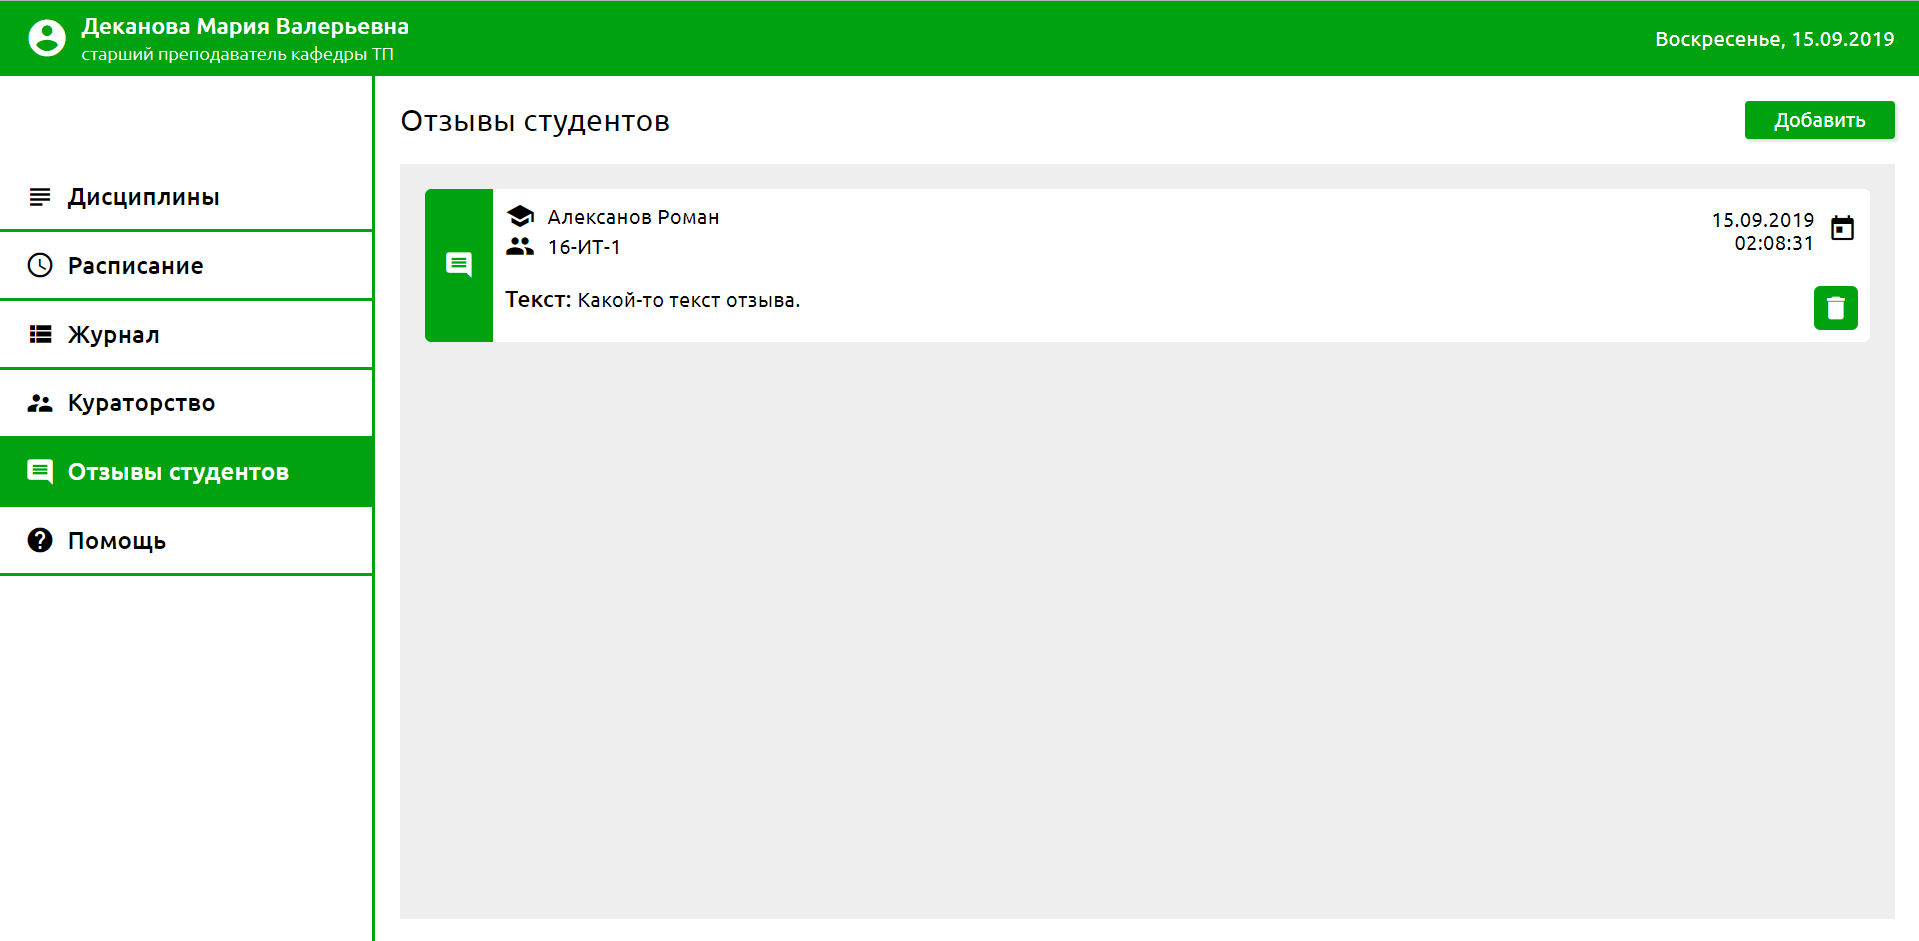 Деканова Мария Валерьевна
старший преподаватель кафедры ТП
Воскресенье, 15.09.2019
Дисциплины
Расписание
Журнал
Кураторство
Отзывы студентов
Помощь
Отзывы студентов
Добавить
Алексанов Роман
16-ИТ-1
15.09.2019
02:08:31
Текст: Какой-то текст отзыва.